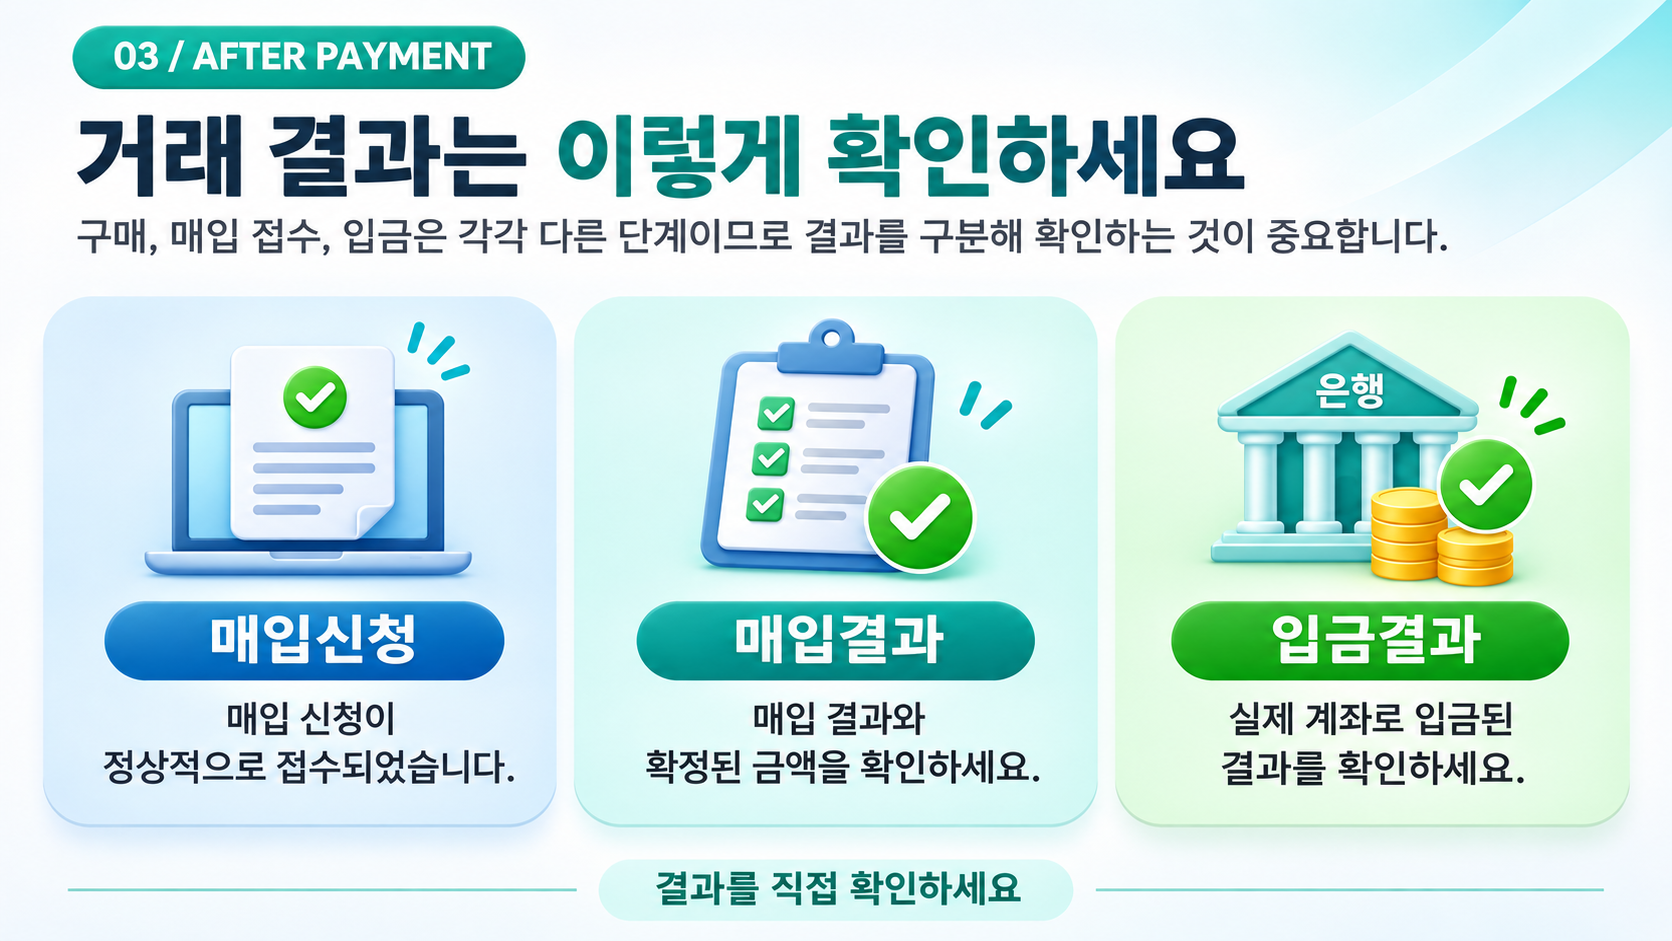 03 / AFTER PAYMENT
거래 결과는 이렇게 확인하세요
구매, 매입 접수, 입금은 각각 다른 단계이므로 결과를 구분해 확인하는 것이 중요합니다.
매입신청
매입 신청이
정상적으로 접수되었습니다.
매입결과
매입 결과와
확정된 금액을 확인하세요.
은행
입금결과
실제 계좌로 입금된
결과를 확인하세요.
결과를 직접 확인하세요